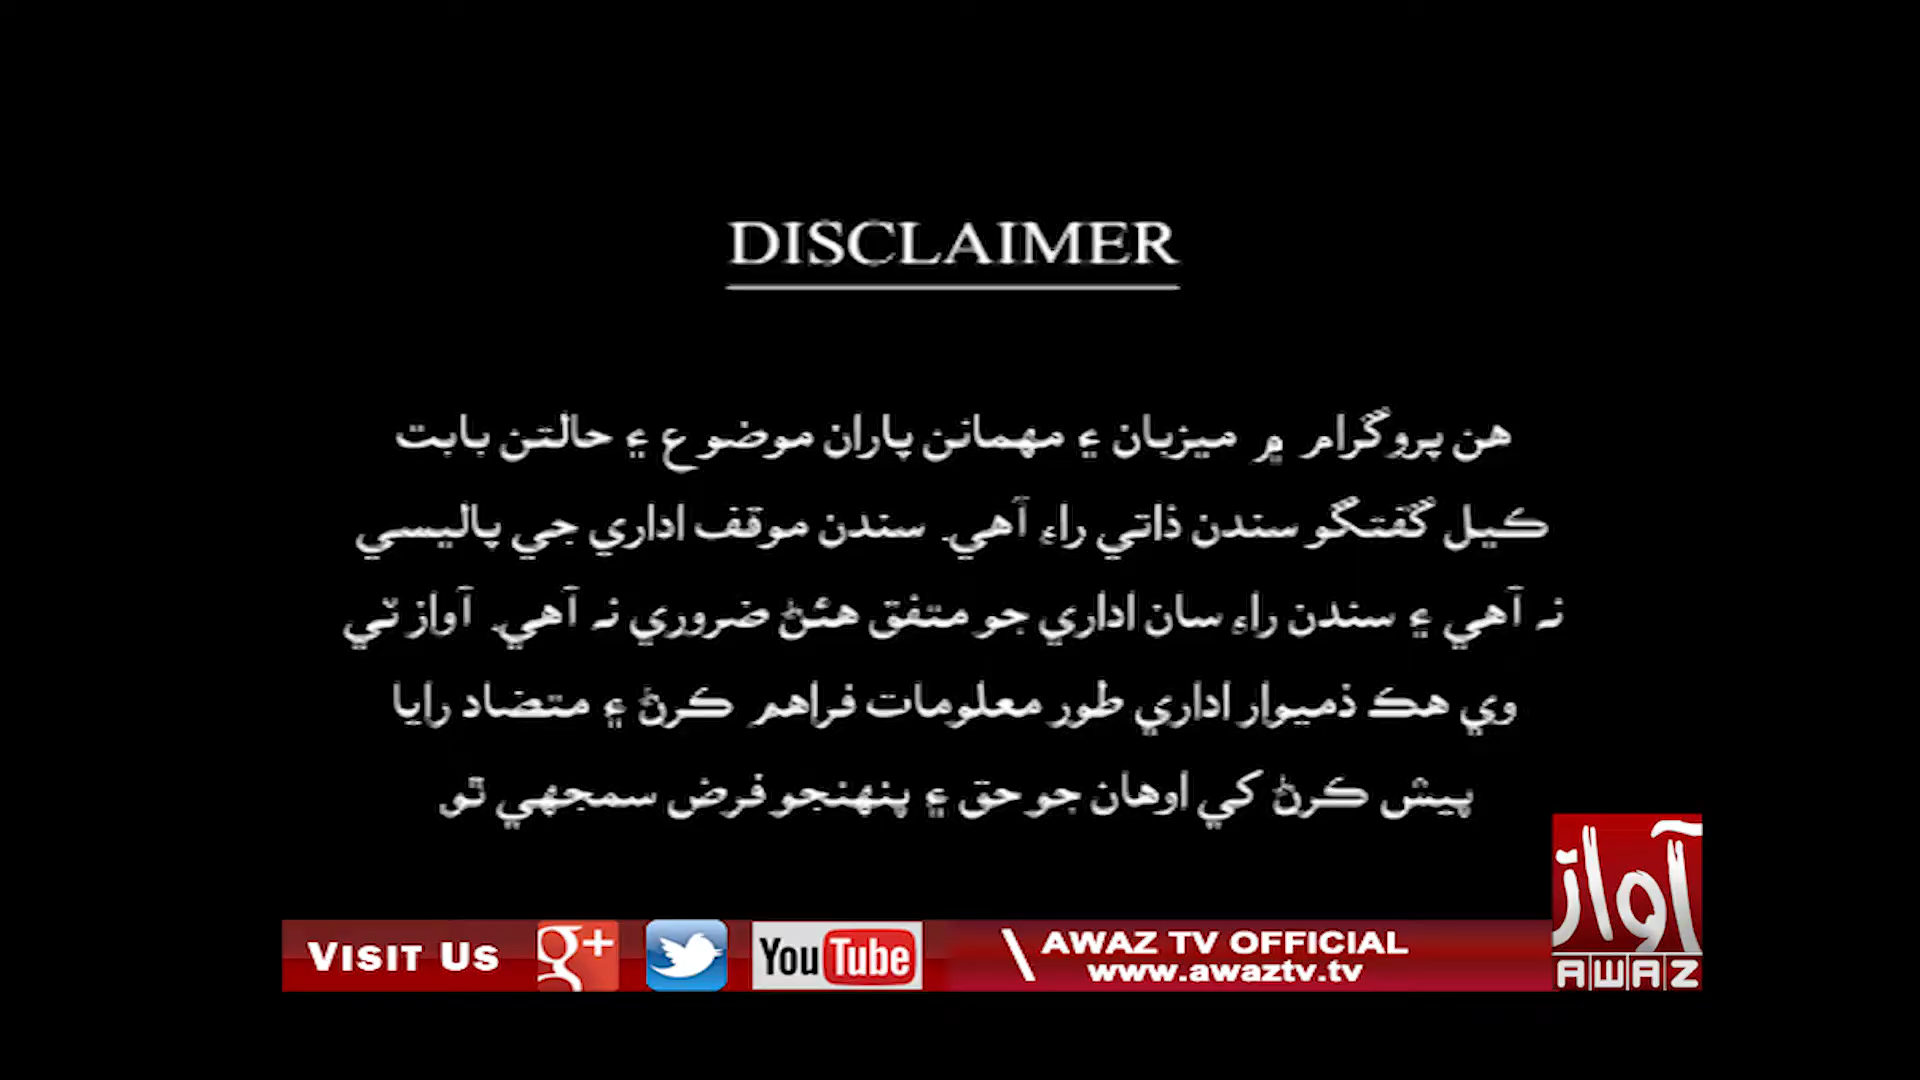 DISCLAIMER
هن پروگرام ۾ ميزبان ۽ مهمانن پاران موضوع ۽ حالتن بابت
ڪيل گفتگو سندن ذاتي راءِ آهي. سندن موقف اداري جي پاليسي
نہ آهي ۽ سندن راءِ سان اداري جو متفق هئڻ ضروري نہ آهي. آواز ٽي
وي هڪ ذميوار اداري طور معلومات فراهم ڪرڻ ۽ متضاد رايا
پيش ڪرڻ کي اوهان جو حق ۽ پنهنجو فرض سمجهي ٿو
آواز
AWAZ
VISIT US g+ You Tube \ AWAZ TV OFFICIAL
www.awaztv.tv